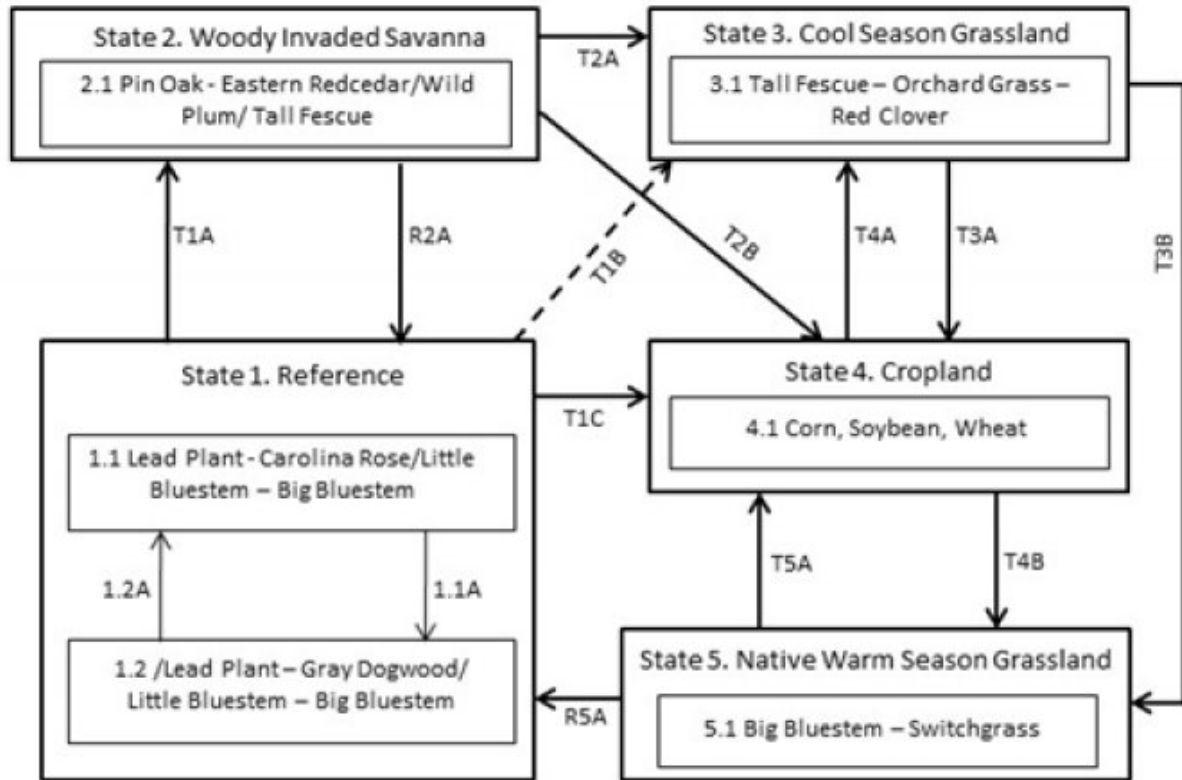 State 2. Woody Invaded Savanna
2.1 Pin Oak - Eastern Redcedar/Wild
Plum/ Tall Fescue
T2A
State 3. Cool Season Grassland
3.1 Tall Fescue – Orchard Grass –
Red Clover
T1A
R2A
T1B
T2B
T4A
T3A
T3B
State 1. Reference
1.1 Lead Plant - Carolina Rose/Little
Bluestem – Big Bluestem
1.2A
1.1A
1.2 /Lead Plant – Gray Dogwood/
Little Bluestem – Big Bluestem
T1C
State 4. Cropland
4.1 Corn, Soybean, Wheat
T5A
T4B
R5A
State 5. Native Warm Season Grassland
5.1 Big Bluestem – Switchgrass